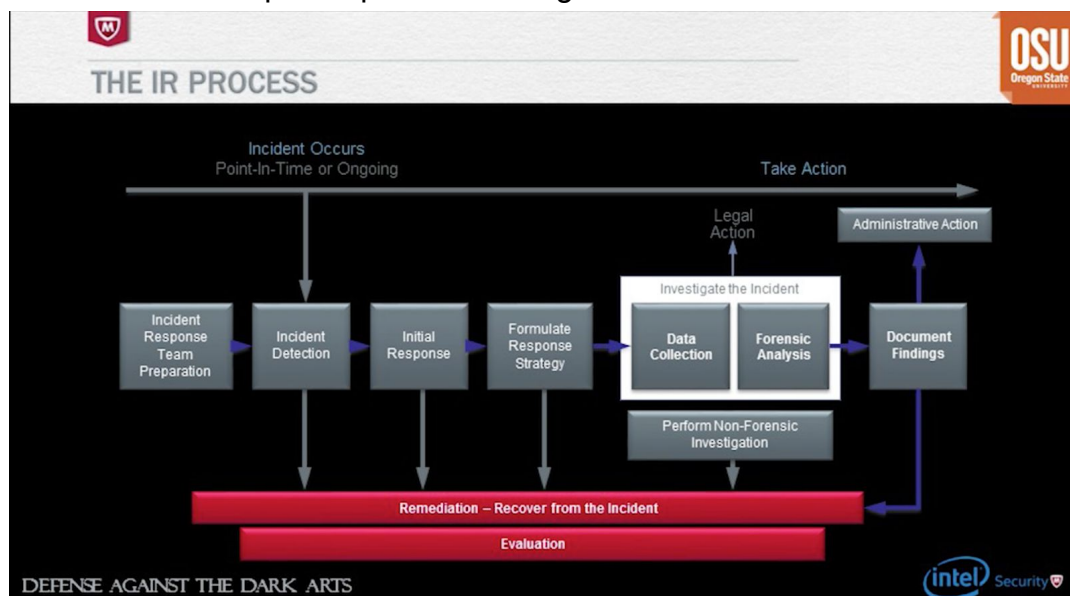 THE IR PROCESS
M
OSU
Oregon State
UNIVERSITY
Incident Occurs
Point-In-Time or Ongoing
Take Action
Legal
Action
Administrative Action
Investigate the Incident
Incident
Response
Team
Preparation
Incident
Detection
Initial
Response
Formulate
Response
Strategy
Data
Collection
Forensic
Analysis
Document
Findings
Perform Non-Forensic
Investigation
Remediation – Recover from the Incident
Evaluation
DEFENSE AGAINST THE DARK ARTS
intel Security